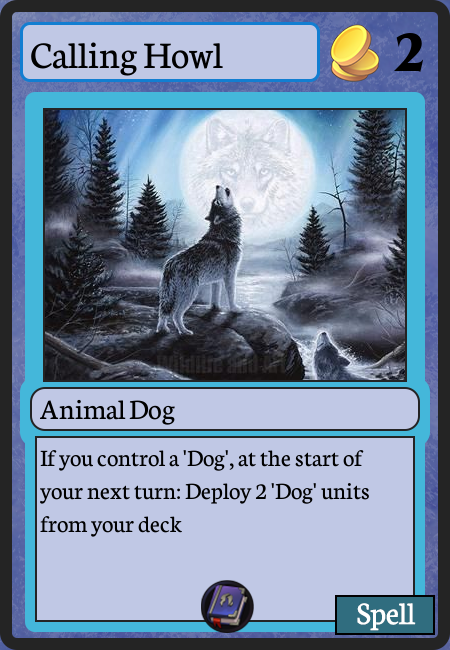 Calling Howl
2
Animal Dog
If you control a 'Dog', at the start of
your next turn: Deploy 2 'Dog' units
from your deck
Spell